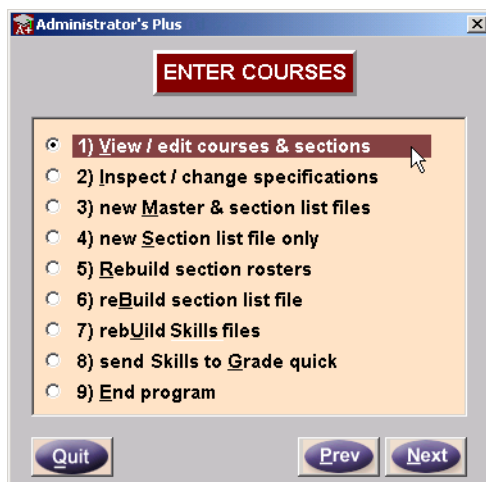 Administrator's Plus
ENTER COURSES
1) View / edit courses & sections
2) Inspect / change specifications
3) new Master & section list files
4) new Section list file only
5) Rebuild section rosters
6) reBuild section list file
7) rebUild Skills files
8) send Skills to Grade quick
9) End program
Quit Prev Next